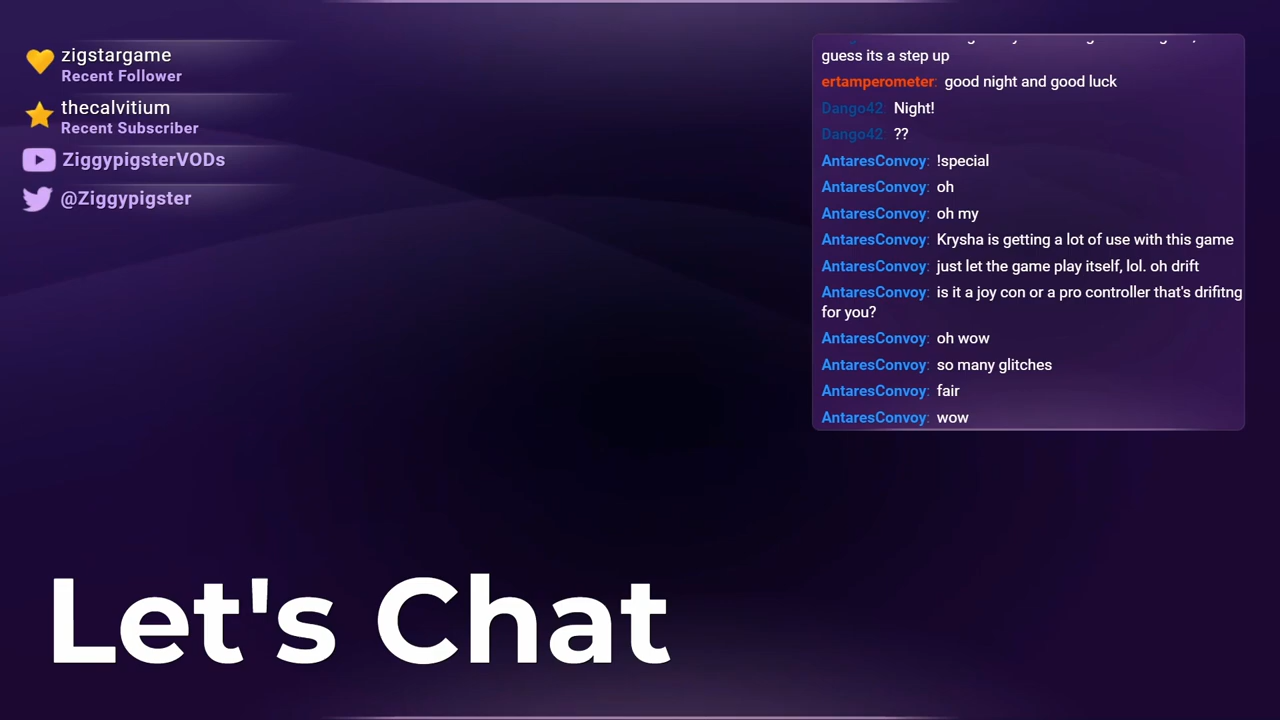 zigstargame
Recent Follower
thecalvitium
Recent Subscriber
ZiggypigsterVODs
@Ziggypigster
guess its a step up
ertamperometer: good night and good luck
Dango42: Night!
Dango42: ??
AntaresConvoy: !special
AntaresConvoy: oh
AntaresConvoy: oh my
AntaresConvoy: Krysha is getting a lot of use with this game
AntaresConvoy: just let the game play itself, lol. oh drift
AntaresConvoy: is it a joy con or a pro controller that's drifitng
for you?
AntaresConvoy: oh wow
AntaresConvoy: so many glitches
AntaresConvoy: fair
AntaresConvoy: wow
Let's Chat